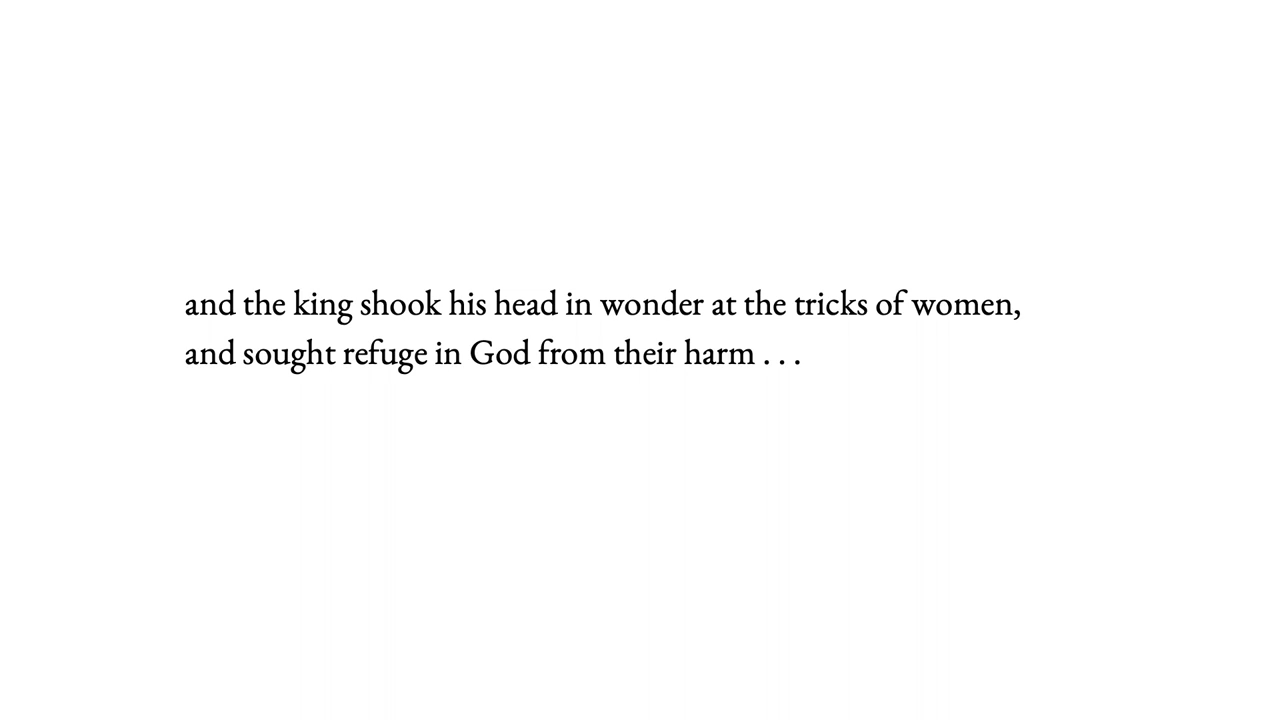 and the king shook his head in wonder at the tricks of women,
and sought refuge in God from their harm . . .